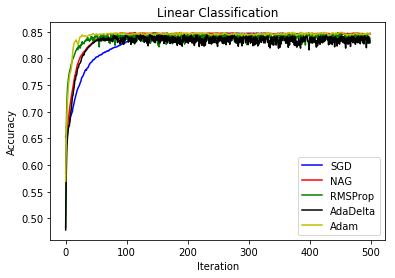 Linear Classification
Accuracy
0.85
0.80
0.75
0.70
0.65
0.60
0.55
0.50
SGD
NAG
RMSProp
AdaDelta
Adam
0 100 200 300 400 500
Iteration